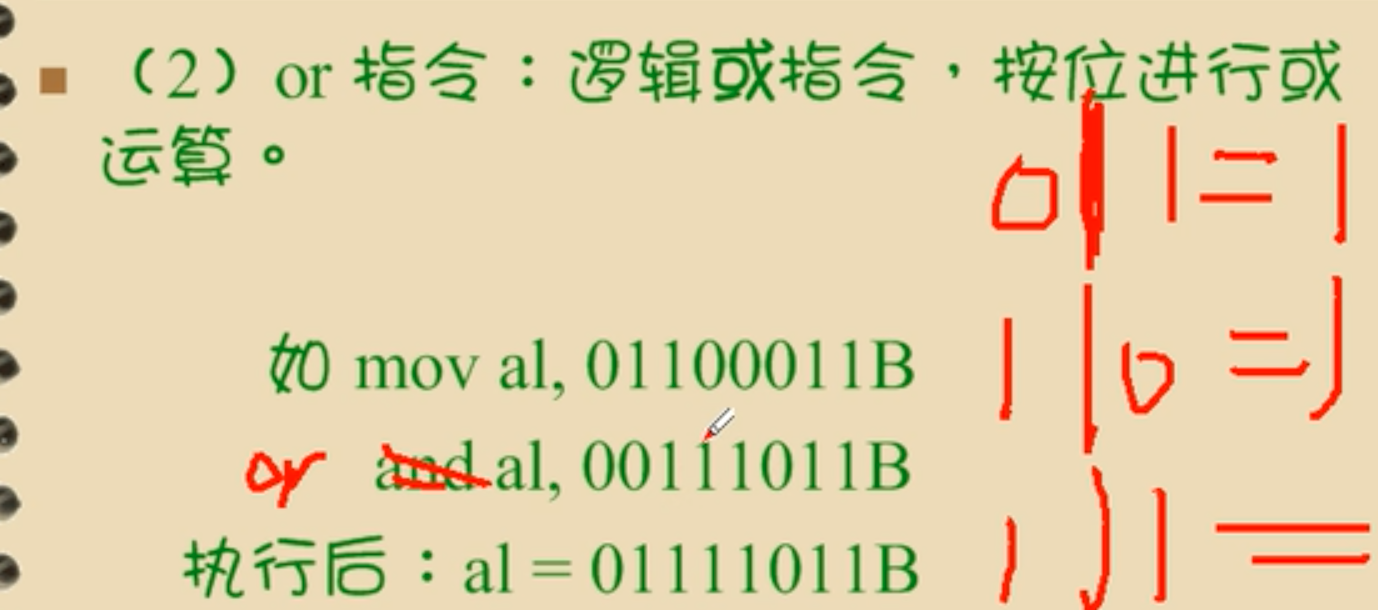 （2）or 指令：逻辑或指令，按位进行或
运算。
0 | 1 = 1
如 mov al, 01100011B
1 | 0 = 1
or and al, 00111011B
执行后：al = 01111011B
1 | 1 =